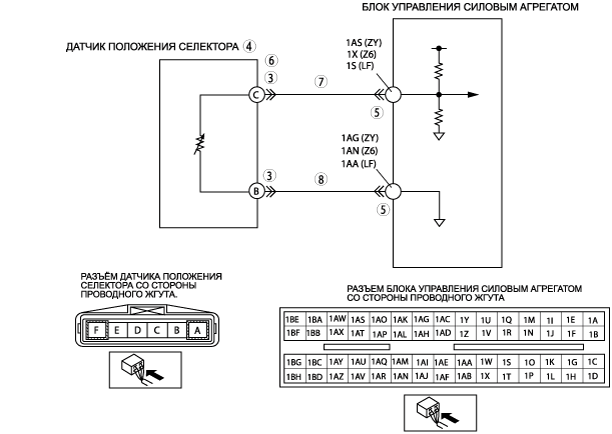 БЛОК УПРАВЛЕНИЯ СИЛОВЫМ АГРЕГАТОМ
ДАТЧИК ПОЛОЖЕНИЯ СЕЛЕКТОРА ④
⑥
③
C
⑦
⑤
1AS (ZY)
1X (Z6)
1S (LF)
1AG (ZY)
1AN (Z6)
1AA (LF)
③
B
⑧
⑤
РАЗЪЁМ ДАТЧИКА ПОЛОЖЕНИЯ
СЕЛЕКТОРА СО СТОРОНЫ
ПРОВОДНОГО ЖГУТА.
F E D C B A
РАЗЪЕМ БЛОКА УПРАВЛЕНИЯ СИЛОВЫМ АГРЕГАТОМ
СО СТОРОНЫ ПРОВОДНОГО ЖГУТА
1BE 1BA 1AW 1AS 1AO 1AK 1AG 1AC 1Y 1U 1Q 1M 1I 1E 1A
1BF 1BB 1AX 1AT 1AP 1AL 1AH 1AD 1Z 1V 1R 1N 1J 1F 1B
1BG 1BC 1AY 1AU 1AQ 1AM 1AI 1AE 1AA 1W 1S 1O 1K 1G 1C
1BH 1BD 1AZ 1AV 1AR 1AN 1AJ 1AF 1AB 1X 1T 1P 1L 1H 1D